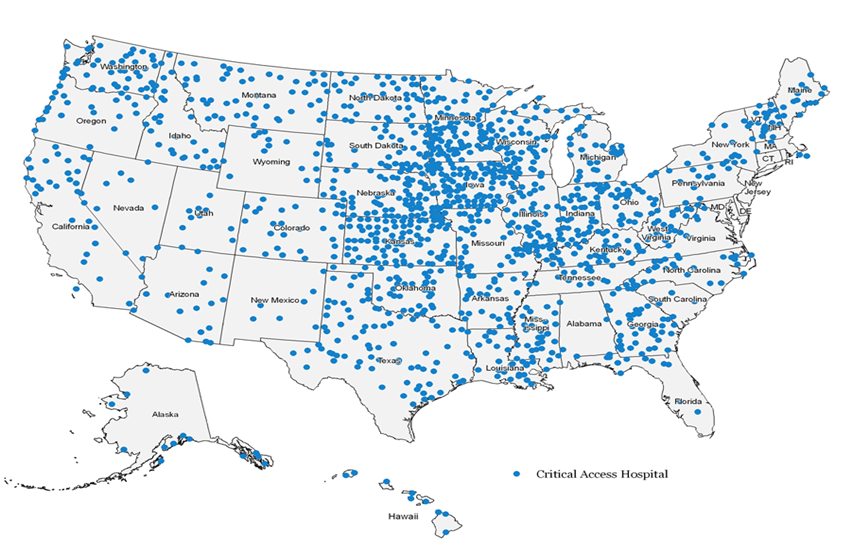 Washington
Maine
Montana
North Dakota
Minnesota
VT
NH
Oregon
Idaho
South Dakota
Wisconsin
New York
MA
Michigan
CT
RI
Wyoming
Iowa
Pennsylvania
Nebraska
New
Jersey
Nevada
Utah
Illinois
Indiana
Ohio
MD
DE
California
Colorado
Kansas
Missouri
West
Virginia
Virginia
Kentucky
North Carolina
Tennessee
Arizona
New Mexico
Oklahoma
Arkansas
South Carolina
Miss-
issippi
Alabama
Georgia
Texas
Louisiana
Florida
Alaska
Critical Access Hospital
Hawaii